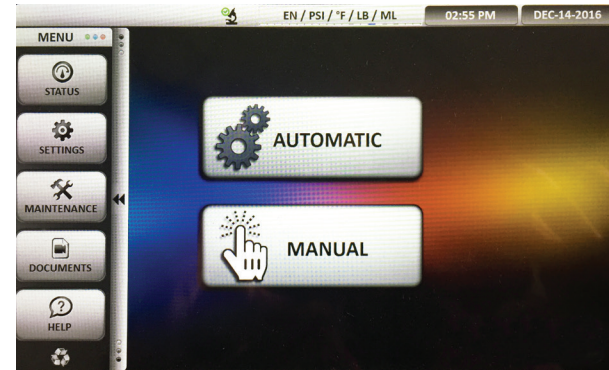 EN / PSI / °F / LB / ML
02:55 PM
DEC-14-2016
MENU
STATUS
SETTINGS
MAINTENANCE
DOCUMENTS
HELP
AUTOMATIC
MANUAL